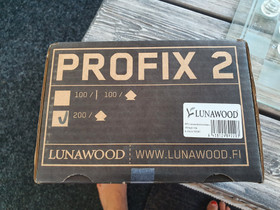 PROFIX 2
100 / | 100 /
200 /
LUNAWOOD
LUNAWOOD | WWW.LUNAWOOD.FI